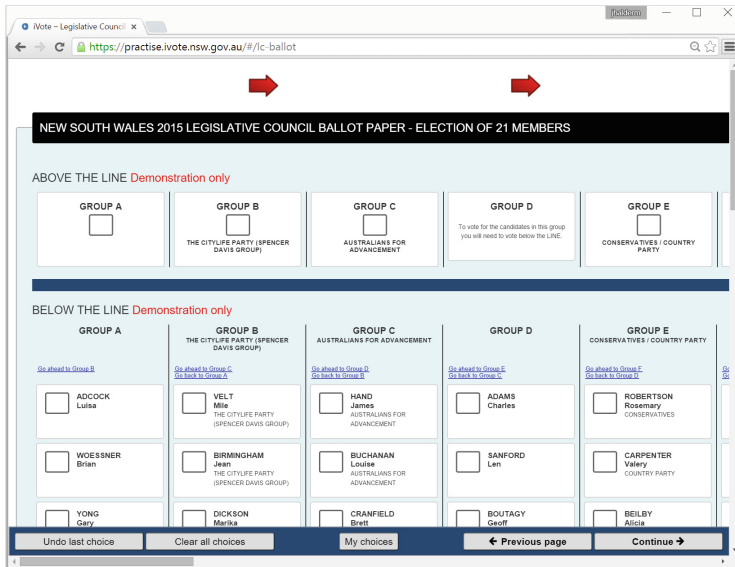 jhalderm
iVote – Legislative Council
https://practise.ivote.nsw.gov.au/#/lc-ballot
NEW SOUTH WALES 2015 LEGISLATIVE COUNCIL BALLOT PAPER - ELECTION OF 21 MEMBERS
ABOVE THE LINE Demonstration only
GROUP A
GROUP B
THE CITYLIFE PARTY (SPENCER
DAVIS GROUP)
GROUP C
AUSTRALIANS FOR
ADVANCEMENT
GROUP D
To vote for the candidates in this group
you will need to vote below the LINE.
GROUP E
CONSERVATIVES / COUNTRY
PARTY
BELOW THE LINE Demonstration only
GROUP A
Go ahead to Group B
ADCOCK
Luisa
WOESSNER
Brian
YONG
Gary
GROUP B
THE CITYLIFE PARTY (SPENCER
DAVIS GROUP)
Go ahead to Group C
Go back to Group A
VELT
Mile
THE CITYLIFE PARTY
(SPENCER DAVIS GROUP)
BIRMINGHAM
Jean
THE CITYLIFE PARTY
(SPENCER DAVIS GROUP)
DICKSON
Marika
GROUP C
AUSTRALIANS FOR ADVANCEMENT
Go ahead to Group D
Go back to Group B
HAND
James
AUSTRALIANS FOR
ADVANCEMENT
BUCHANAN
Louise
AUSTRALIANS FOR
ADVANCEMENT
CRANFIELD
Brett
GROUP D
Go ahead to Group E
Go back to Group C
ADAMS
Charles
SANFORD
Len
BOUTAGY
Geoff
GROUP E
CONSERVATIVES / COUNTRY PARTY
Go ahead to Group F
Go back to Group D
ROBERTSON
Rosemary
CONSERVATIVES
CARPENTER
Valery
COUNTRY PARTY
BEILBY
Alicia
Undo last choice
Clear all choices
My choices
Previous page
Continue